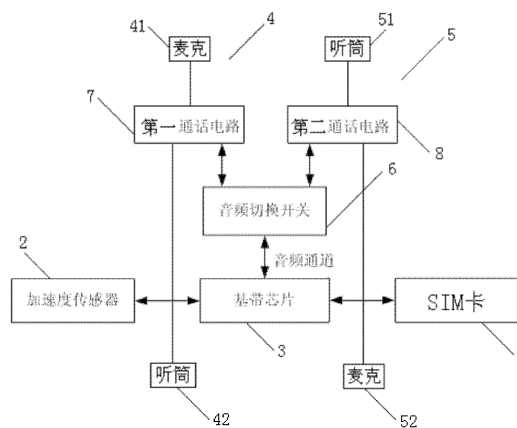 41
4
51
麦克
听筒
5
7
第一通话电路
第二通话电路
8
6
音频切换开关
2
音频通道
加速度传感器
基带芯片
SIM卡
3
听筒
麦克
42
52